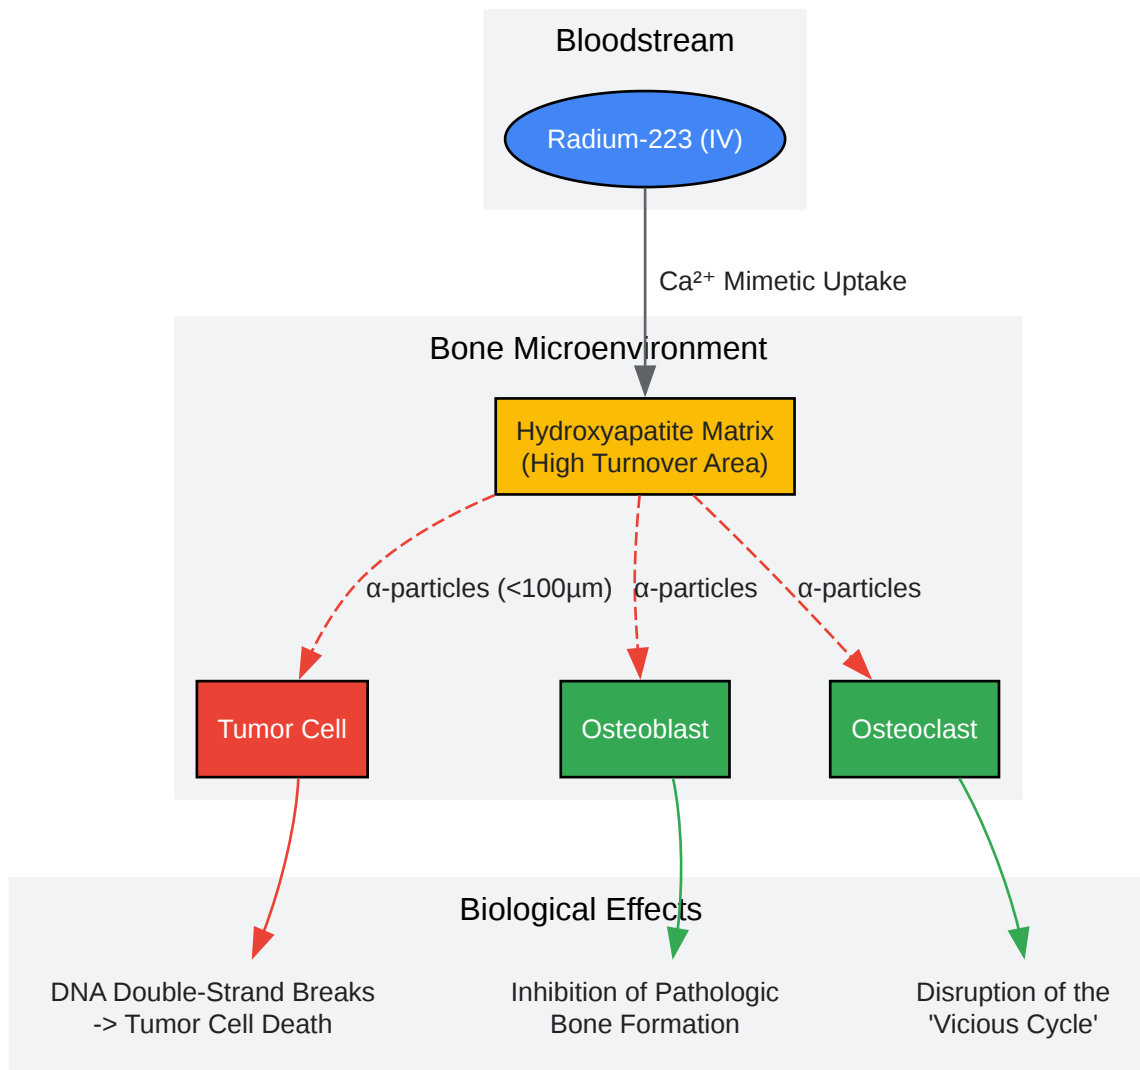 Bloodstream
Radium-223 (IV)
Ca²⁺ Mimetic Uptake
Bone Microenvironment
Hydroxyapatite Matrix
(High Turnover Area)
α-particles (<100µm)
α-particles
α-particles
Tumor Cell
Osteoblast
Osteoclast
Biological Effects
DNA Double-Strand Breaks
-> Tumor Cell Death
Inhibition of Pathologic
Bone Formation
Disruption of the
'Vicious Cycle'